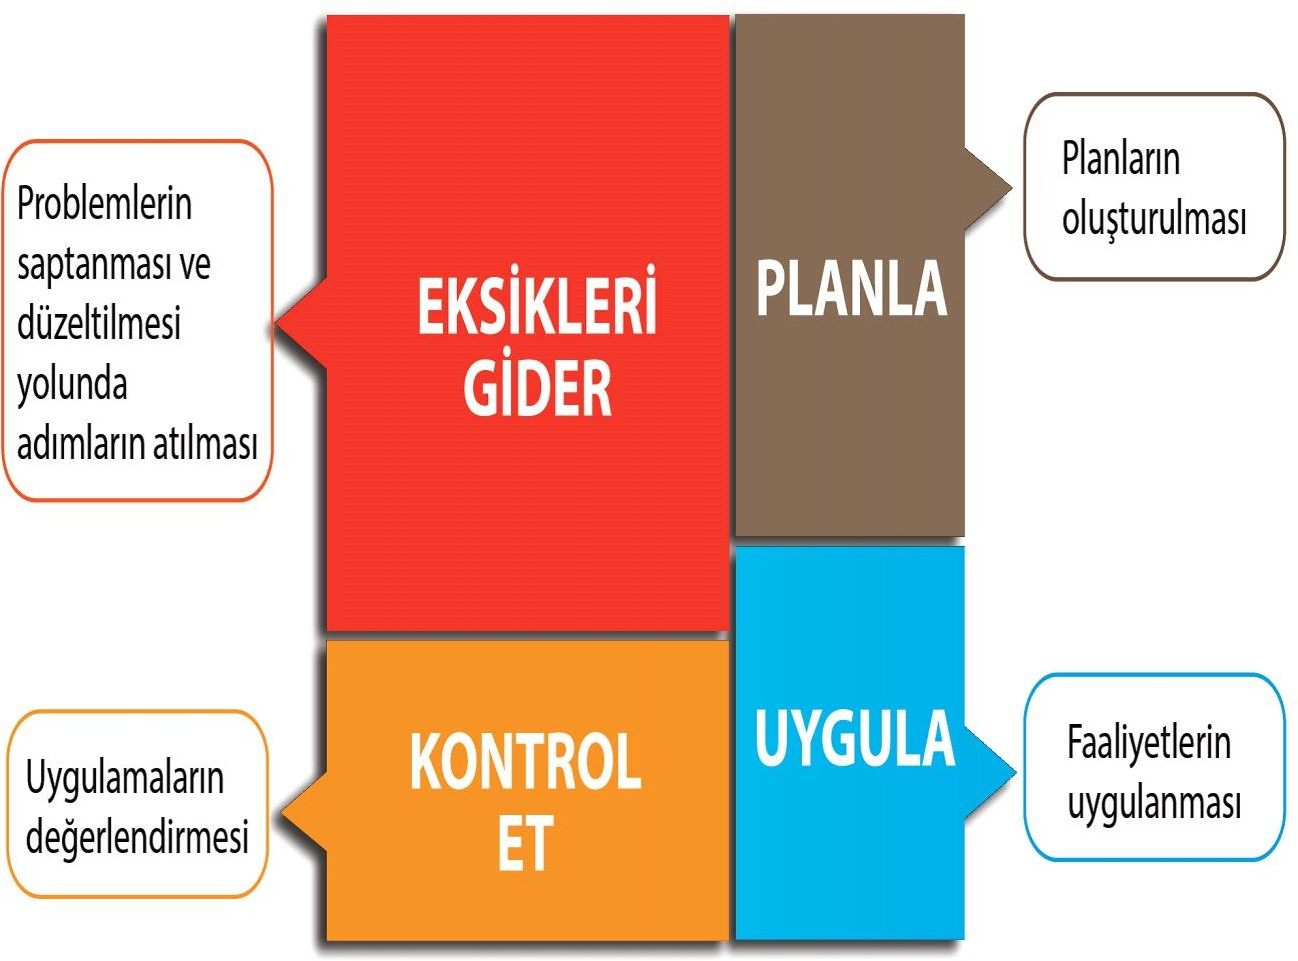 Problemlerin
saptanması ve
düzeltilmesi
yolunda
adımların atılması
EKSİKLERİ
GİDER
PLANLA
Planların
oluşturulması
Uygulamaların
değerlendirmesi
KONTROL
ET
UYGULA
Faaliyetlerin
uygulanması